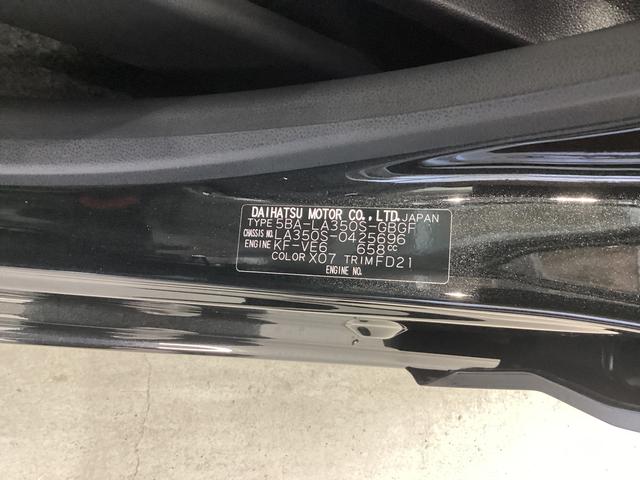 DAIHATSU MOTOR CO., LTD. JAPAN
TYPE 5BA-LA350S-GBGF
CHASSIS NO. LA350S-0425696
ENGINE KF-VE6 658cc
COLOR X07 TRIM FD21
ENGINE NO.